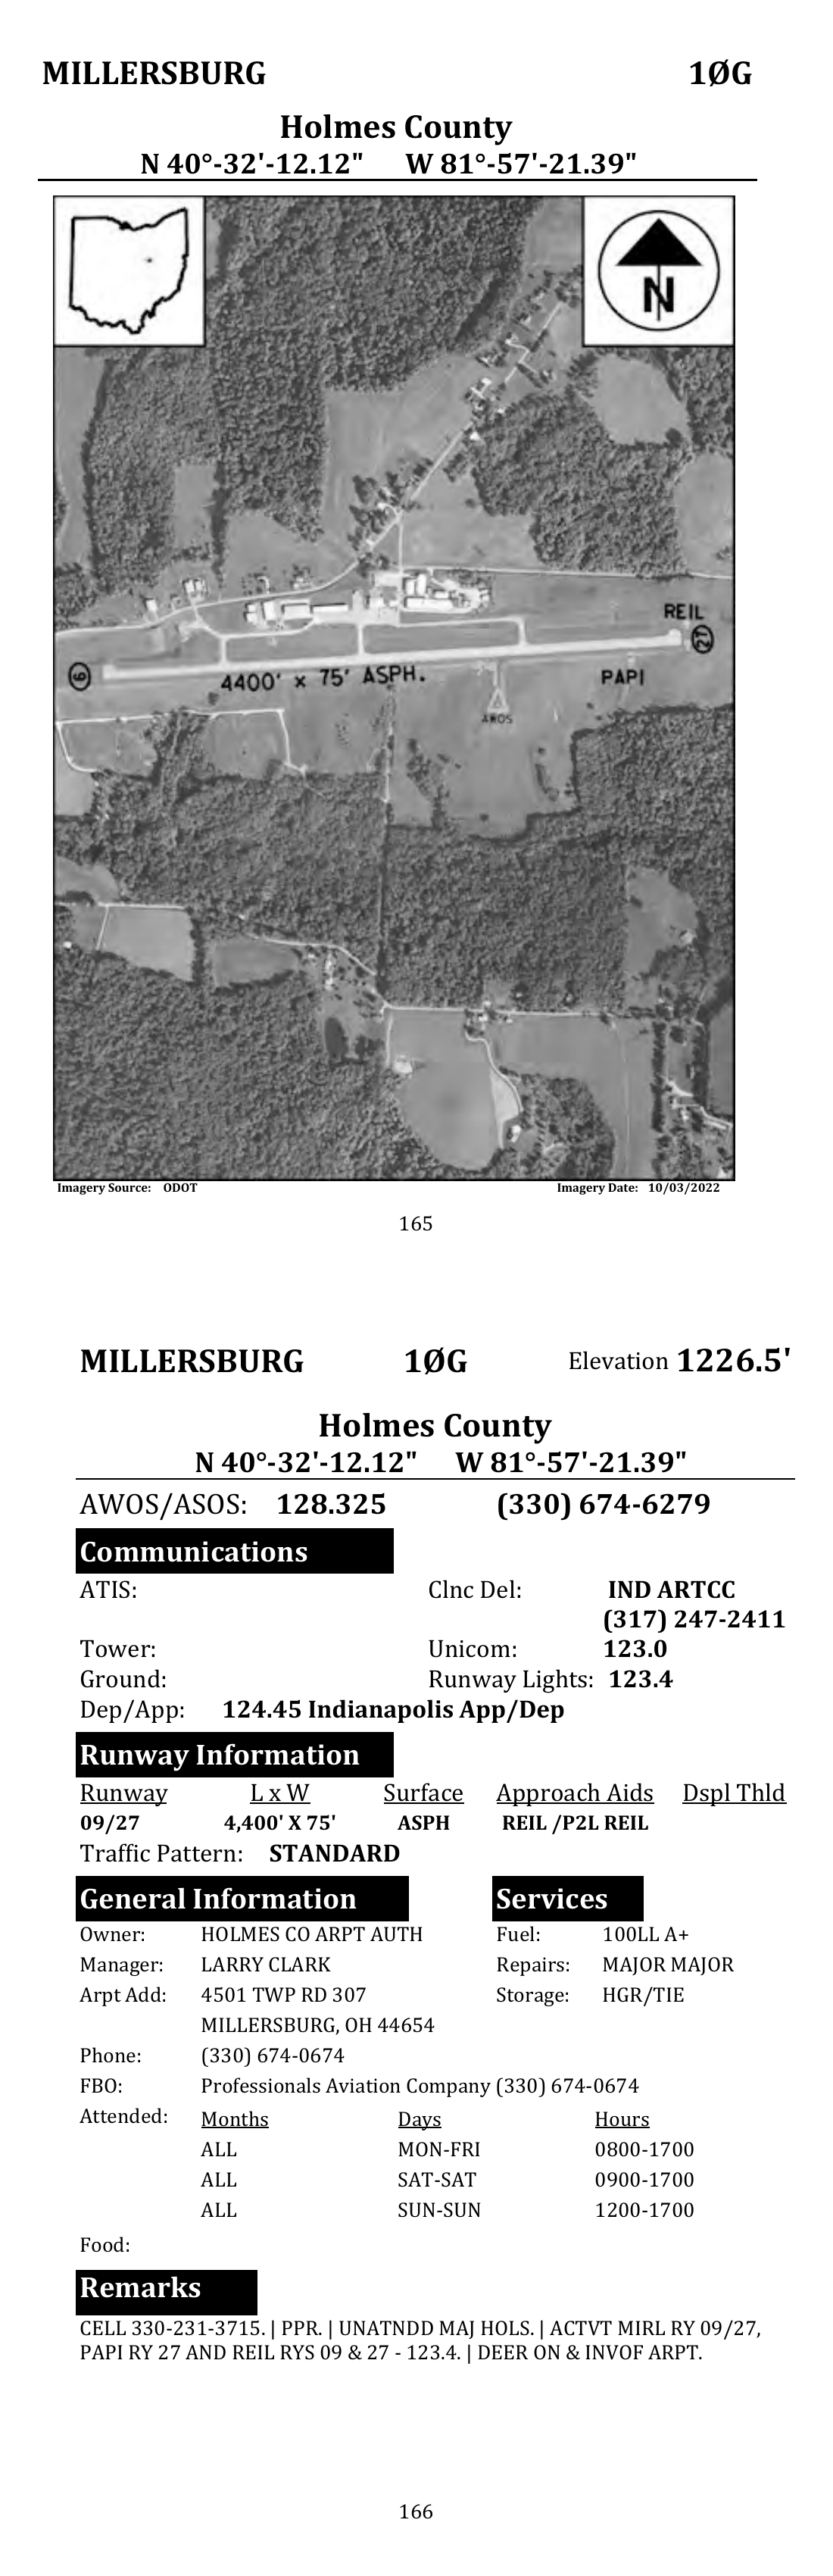 MILLERSBURG 1ØG
Holmes County
N 40°-32'-12.12" W 81°-57'-21.39"
N
REIL
27
9
4400' x 75' ASPH.
PAPI
AWOS
Imagery Source: ODOT Imagery Date: 10/03/2022
165
MILLERSBURG 1ØG Elevation 1226.5'
Holmes County
N 40°-32'-12.12" W 81°-57'-21.39"
AWOS/ASOS: 128.325 (330) 674-6279
Communications
ATIS: Clnc Del: IND ARTCC
(317) 247-2411
Tower: Unicom: 123.0
Ground: Runway Lights: 123.4
Dep/App: 124.45 Indianapolis App/Dep
Runway Information
Runway L x W Surface Approach Aids Dspl Thld
09/27 4,400' X 75' ASPH REIL /P2L REIL
Traffic Pattern: STANDARD
General Information Services
Owner: HOLMES CO ARPT AUTH Fuel: 100LL A+
Manager: LARRY CLARK Repairs: MAJOR MAJOR
Arpt Add: 4501 TWP RD 307 Storage: HGR/TIE
MILLERSBURG, OH 44654
Phone: (330) 674-0674
FBO: Professionals Aviation Company (330) 674-0674
Attended: Months Days Hours
ALL MON-FRI 0800-1700
ALL SAT-SAT 0900-1700
ALL SUN-SUN 1200-1700
Food:
Remarks
CELL 330-231-3715. | PPR. | UNATNDD MAJ HOLS. | ACTVT MIRL RY 09/27,
PAPI RY 27 AND REIL RYS 09 & 27 - 123.4. | DEER ON & INVOF ARPT.
166